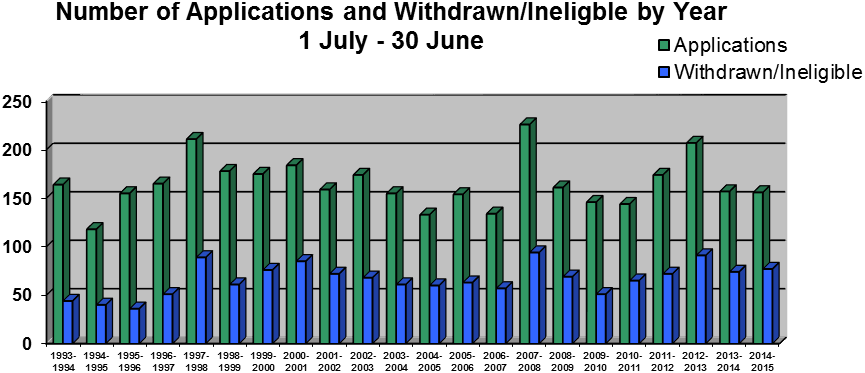 Number of Applications and Withdrawn/Ineligble by Year
1 July - 30 June
Applications
Withdrawn/Ineligible
250
200
150
100
50
0
1993- 1994- 1995- 1996- 1997- 1998- 1999- 2000- 2001- 2002- 2003- 2004- 2005- 2006- 2007- 2008- 2009- 2010- 2011- 2012- 2013- 2014-
1994 1995 1996 1997 1998 1999 2000 2001 2002 2003 2004 2005 2006 2007 2008 2009 2010 2011 2012 2013 2014 2015